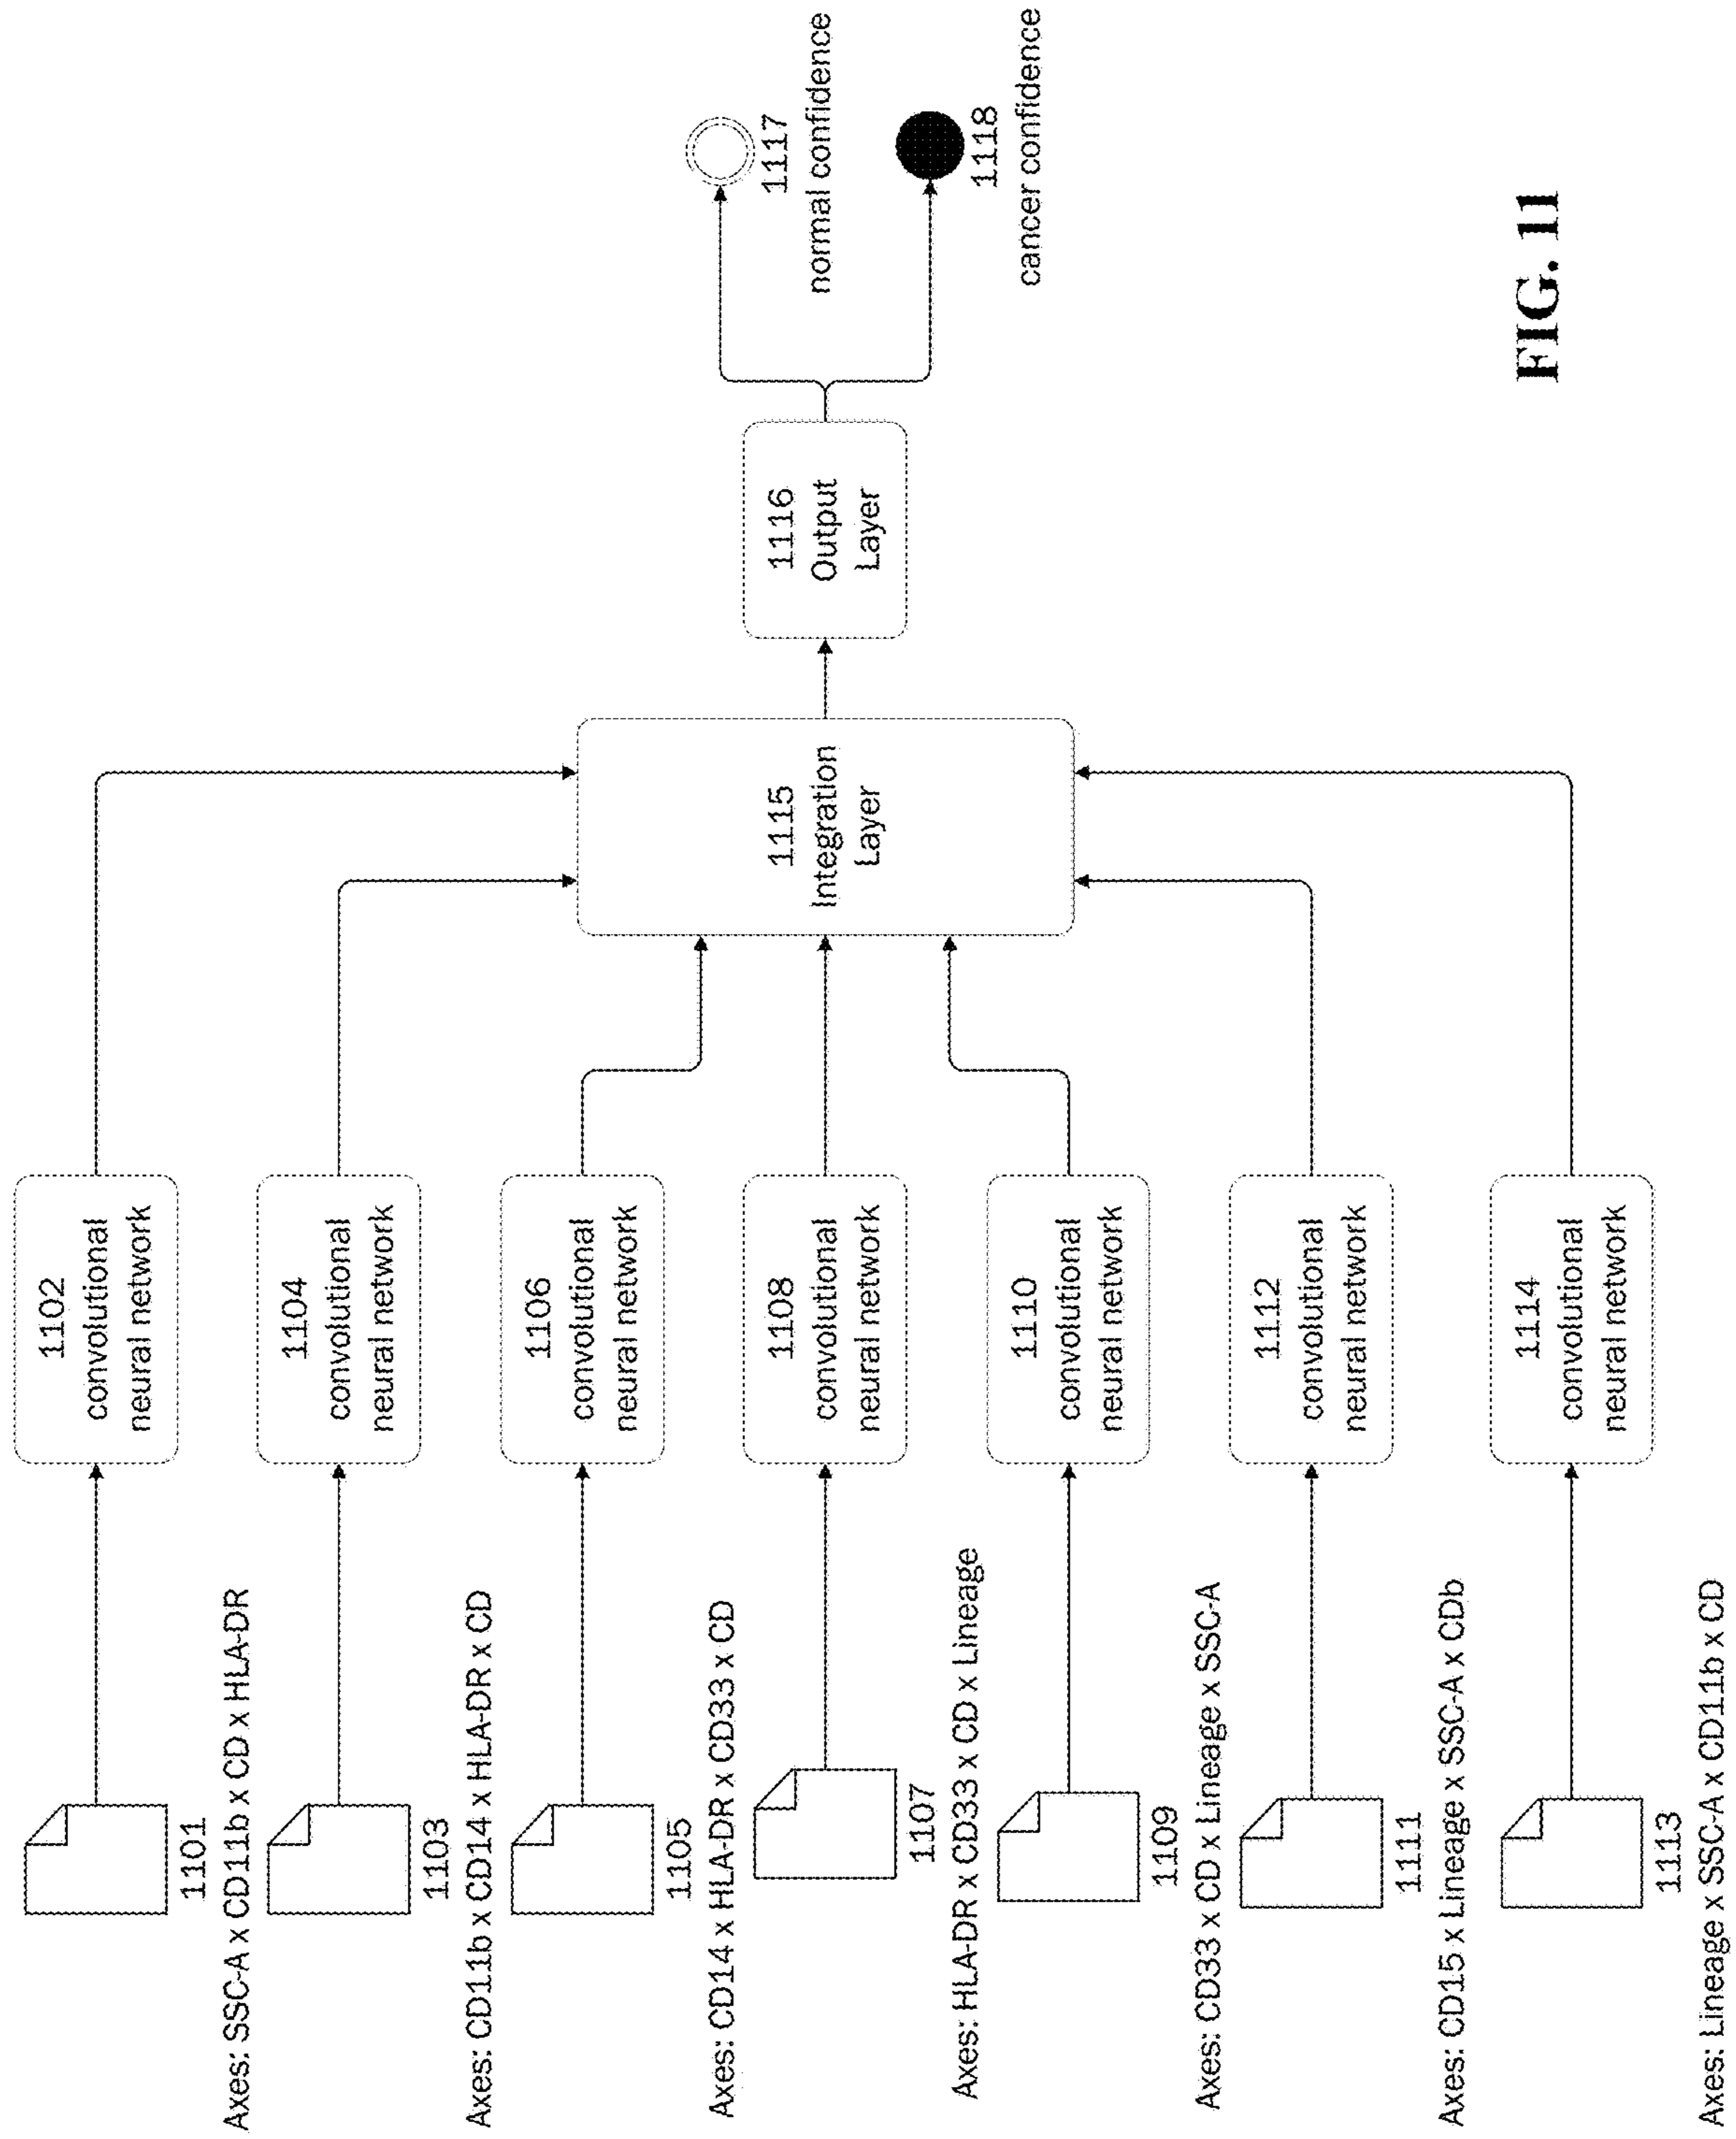 1101
Axes: SSC-A x CD11b x CD x HLA-DR
1102
convolutional
neural network
1103
Axes: CD11b x CD14 x HLA-DR x CD
1104
convolutional
neural network
1105
Axes: CD14 x HLA-DR x CD33 x CD
1106
convolutional
neural network
1107
Axes: HLA-DR x CD33 x CD x Lineage
1108
convolutional
neural network
1109
Axes: CD33 x CD x Lineage x SSC-A
1110
convolutional
neural network
1111
Axes: CD15 x Lineage x SSC-A x CDb
1112
convolutional
neural network
1113
Axes: Lineage x SSC-A x CD11b x CD
1114
convolutional
neural network
1115
Integration
Layer
1116
Output
Layer
1117
normal confidence
1118
cancer confidence
FIG. 11